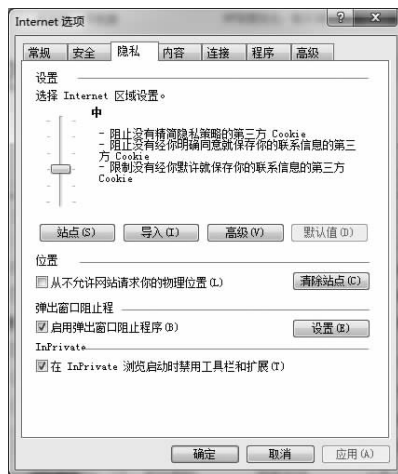 Internet 选项
常规 安全 隐私 内容 连接 程序 高级
设置
选择 Internet 区域设置。
中
- 阻止没有精简隐私策略的第三方 Cookie
- 阻止没有经你明确同意就保存你的联系信息的第三
方 Cookie
- 限制没有经你默许就保存你的联系信息的第三方
Cookie
站点(S) 导入(I) 高级(V) 默认值(D)
位置
从不允许网站请求你的物理位置(L) 清除站点(C)
弹出窗口阻止程
启用弹出窗口阻止程序(B) 设置(E)
InPrivate
在 InPrivate 浏览启动时禁用工具栏和扩展(T)
确定 取消 应用(A)